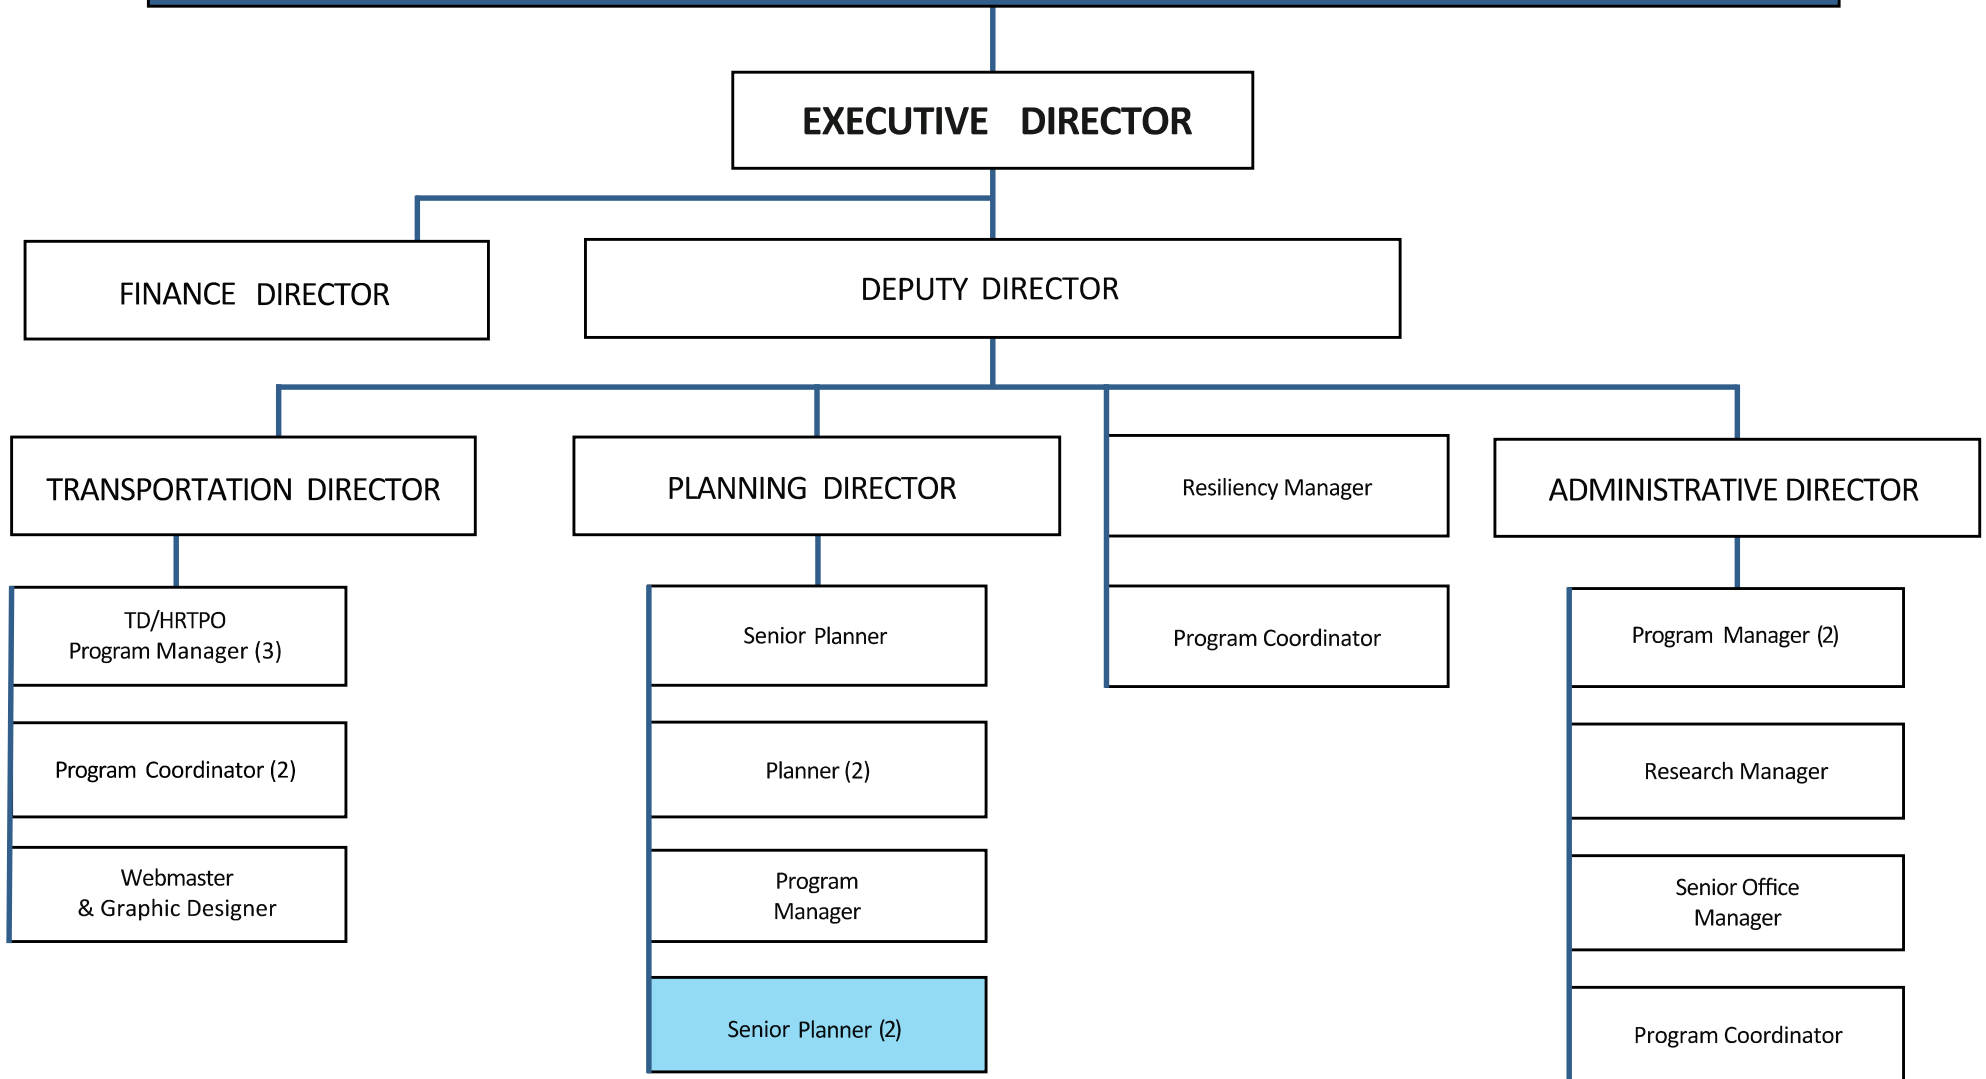 EXECUTIVE DIRECTOR
FINANCE DIRECTOR
DEPUTY DIRECTOR
TRANSPORTATION DIRECTOR
PLANNING DIRECTOR
Resiliency Manager
ADMINISTRATIVE DIRECTOR
TD/HRTPO
Program Manager (3)
Senior Planner
Program Coordinator
Program Manager (2)
Program Coordinator (2)
Planner (2)
Research Manager
Webmaster
& Graphic Designer
Program
Manager
Senior Office
Manager
Senior Planner (2)
Program Coordinator